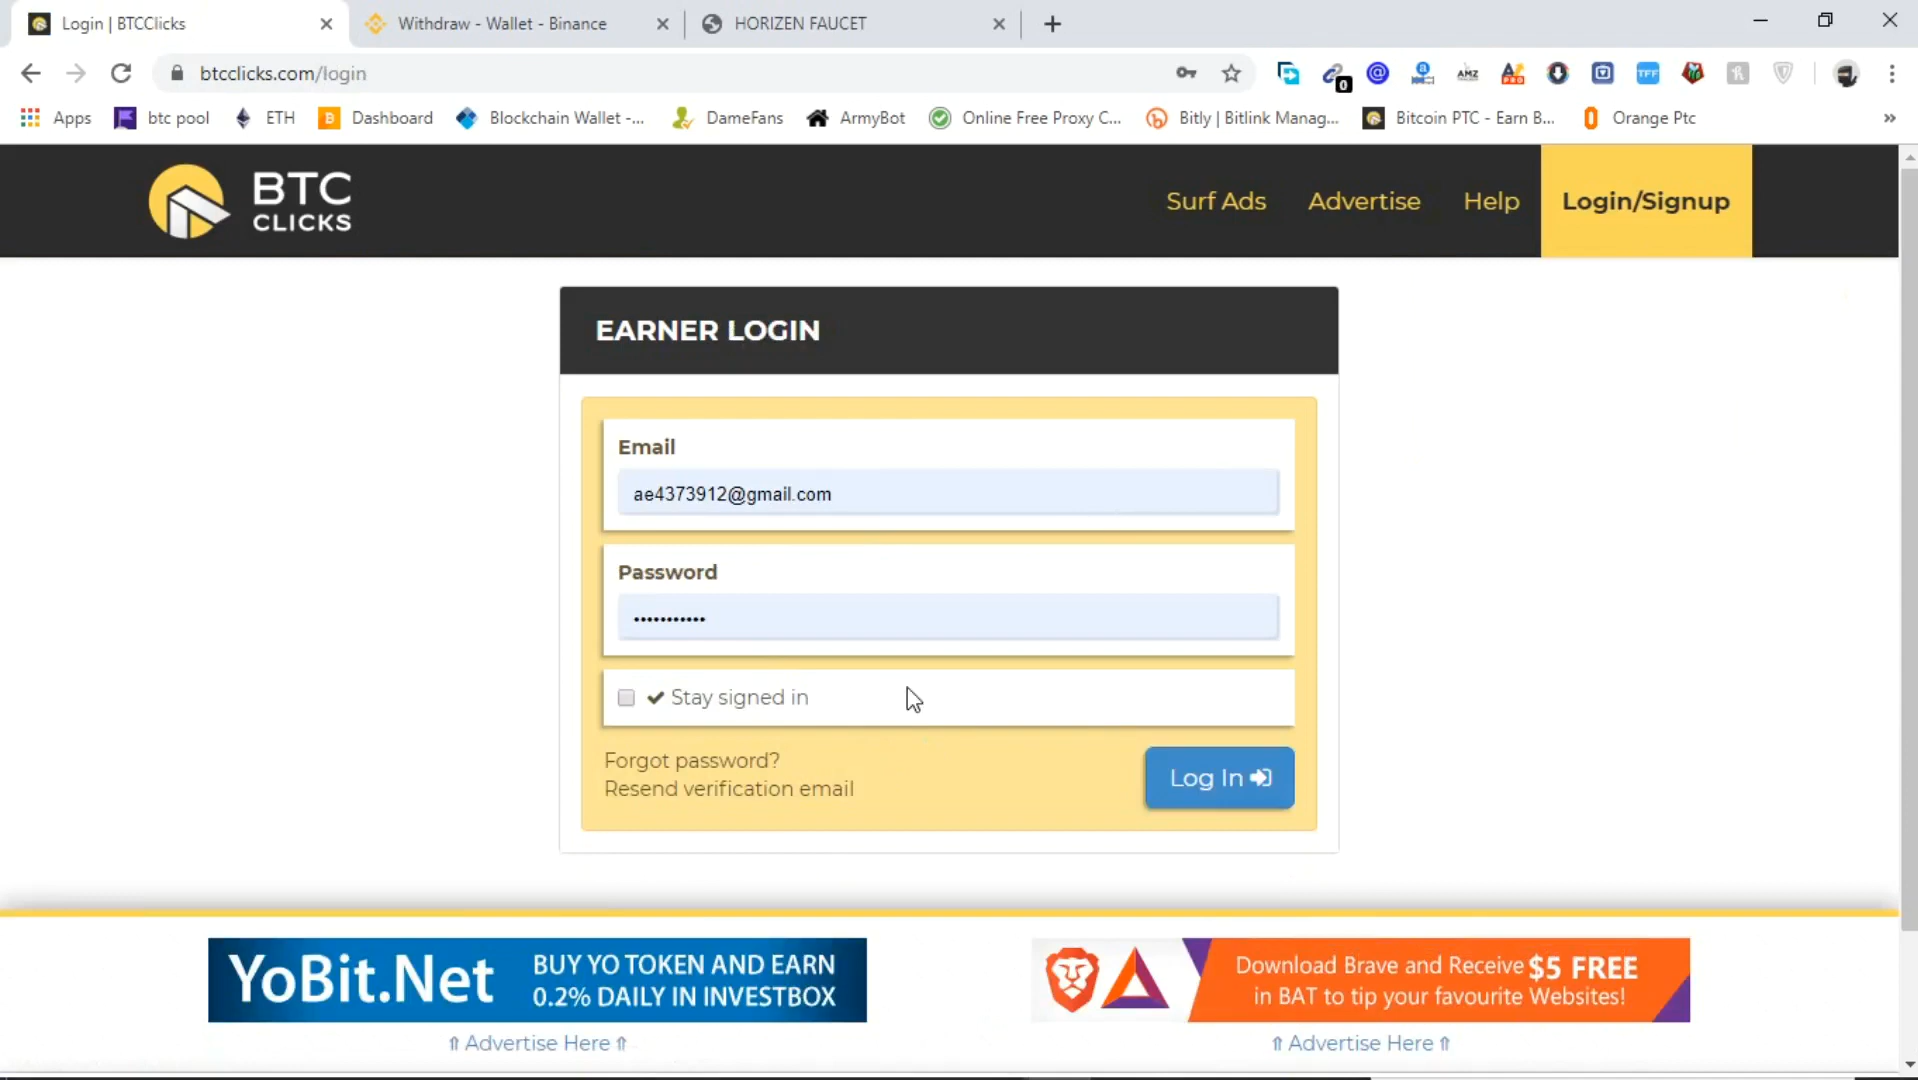 Login | BTCClicks
Withdraw - Wallet - Binance
HORIZEN FAUCET
btcclicks.com/login
0
AMZ
TFF
Apps
btc pool
ETH
Dashboard
Blockchain Wallet -...
DameFans
ArmyBot
Online Free Proxy C...
Bitly | Bitlink Manag...
Bitcoin PTC - Earn B...
Orange Ptc
»
BTC
CLICKS
Surf Ads
Advertise
Help
Login/Signup
EARNER LOGIN
Email
ae4373912@gmail.com
Password
•••••••••••
Stay signed in
Forgot password?
Resend verification email
Log In
YoBit.Net
BUY YO TOKEN AND EARN
0.2% DAILY IN INVESTBOX
Download Brave and Receive $5 FREE
in BAT to tip your favourite Websites!
⇑ Advertise Here ⇑
⇑ Advertise Here ⇑